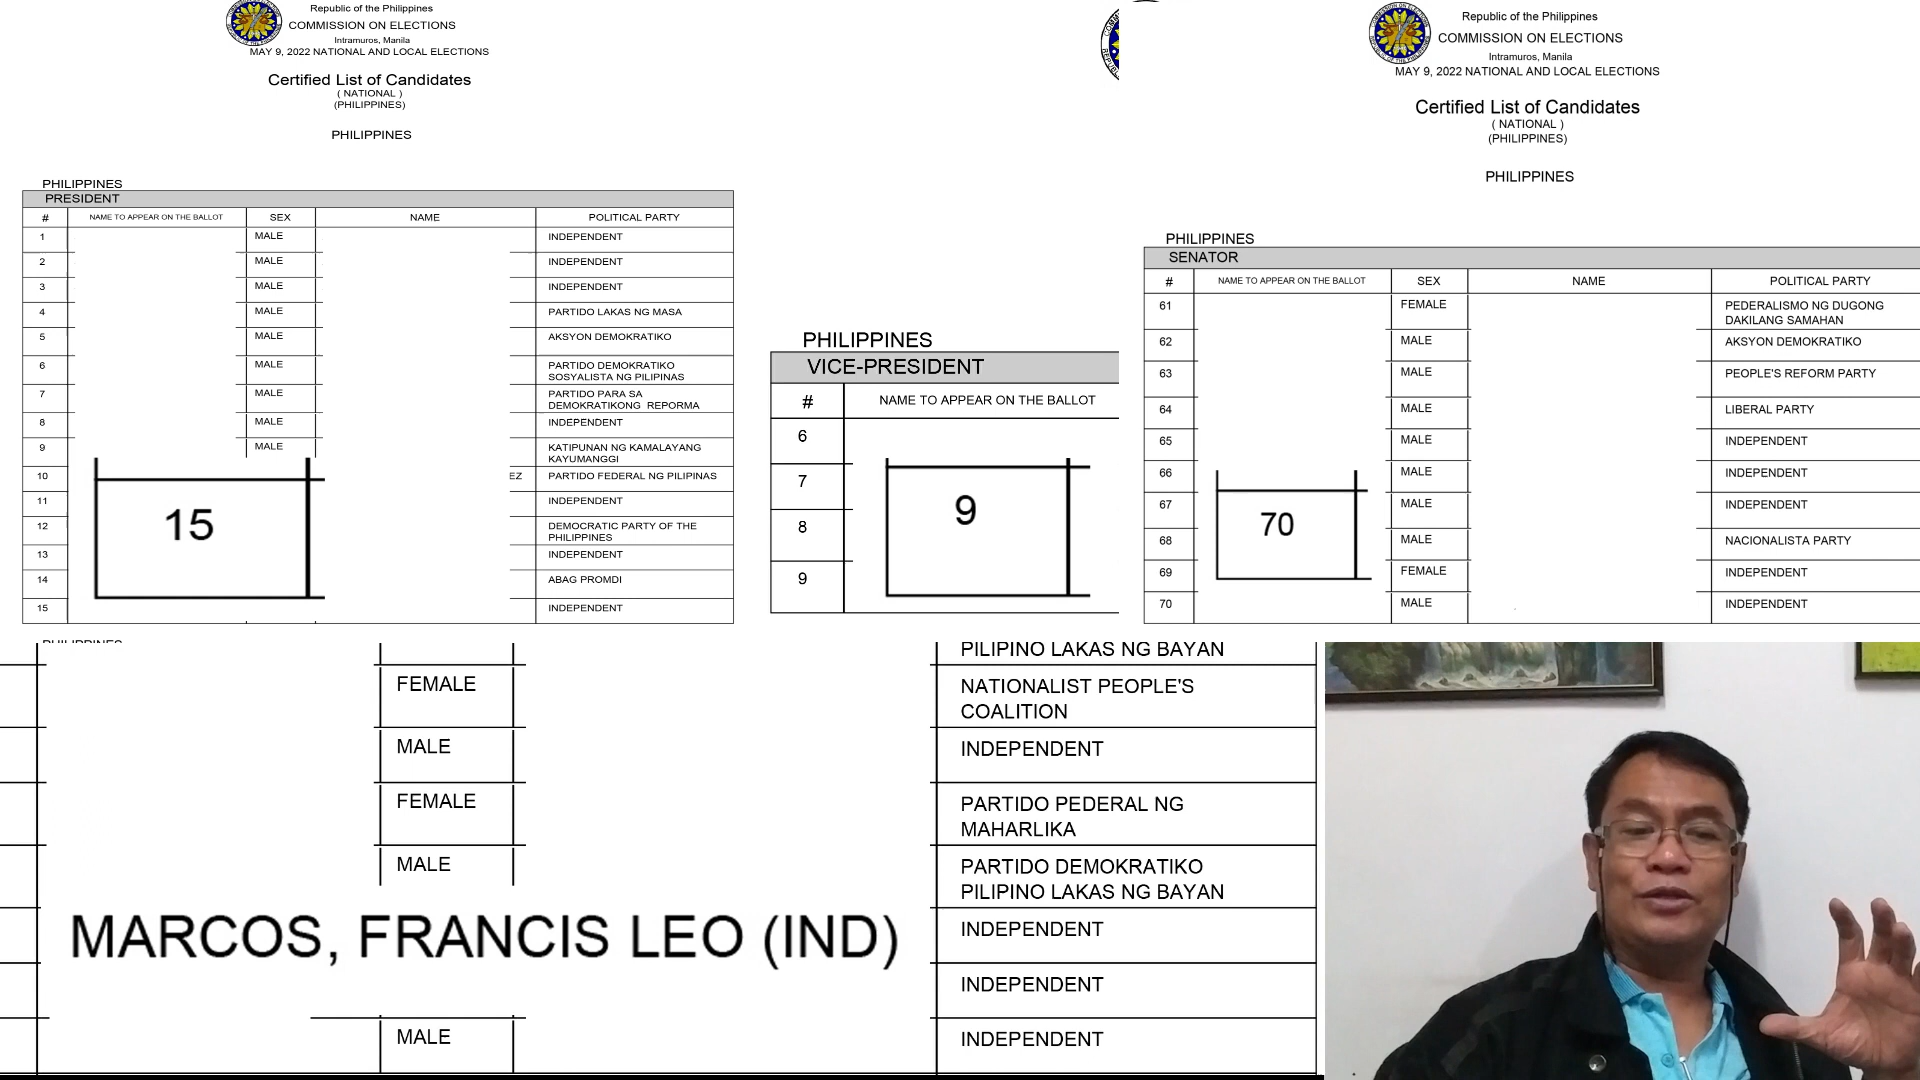 Republic of the Philippines
COMMISSION ON ELECTIONS
Intramuros, Manila
MAY 9, 2022 NATIONAL AND LOCAL ELECTIONS
Certified List of Candidates
( NATIONAL )
(PHILIPPINES)
PHILIPPINES
PHILIPPINES
PRESIDENT
# NAME TO APPEAR ON THE BALLOT SEX NAME POLITICAL PARTY
1 MALE INDEPENDENT
2 MALE INDEPENDENT
3 MALE INDEPENDENT
4 MALE PARTIDO LAKAS NG MASA
5 MALE AKSYON DEMOKRATIKO
6 MALE PARTIDO DEMOKRATIKO
SOSYALISTA NG PILIPINAS
7 MALE PARTIDO PARA SA
DEMOKRATIKONG REPORMA
8 MALE INDEPENDENT
9 MALE KATIPUNAN NG KAMALAYANG
KAYUMANGGI
10 EZ PARTIDO FEDERAL NG PILIPINAS
11 INDEPENDENT
12 DEMOCRATIC PARTY OF THE
PHILIPPINES
13 INDEPENDENT
14 ABAG PROMDI
15 INDEPENDENT
15
PHILIPPINES
VICE-PRESIDENT
# NAME TO APPEAR ON THE BALLOT
6
7
8
9
9
Republic of the Philippines
COMMISSION ON ELECTIONS
Intramuros, Manila
MAY 9, 2022 NATIONAL AND LOCAL ELECTIONS
Certified List of Candidates
( NATIONAL )
(PHILIPPINES)
PHILIPPINES
PHILIPPINES
SENATOR
# NAME TO APPEAR ON THE BALLOT SEX NAME POLITICAL PARTY
61 FEMALE PEDERALISMO NG DUGONG
DAKILANG SAMAHAN
62 MALE AKSYON DEMOKRATIKO
63 MALE PEOPLE'S REFORM PARTY
64 MALE LIBERAL PARTY
65 MALE INDEPENDENT
66 MALE INDEPENDENT
67 MALE INDEPENDENT
68 MALE NACIONALISTA PARTY
69 FEMALE INDEPENDENT
70 MALE INDEPENDENT
70
PILIPINO LAKAS NG BAYAN
FEMALE NATIONALIST PEOPLE'S
COALITION
MALE INDEPENDENT
FEMALE PARTIDO PEDERAL NG
MAHARLIKA
MALE PARTIDO DEMOKRATIKO
PILIPINO LAKAS NG BAYAN
MARCOS, FRANCIS LEO (IND) INDEPENDENT
INDEPENDENT
MALE INDEPENDENT